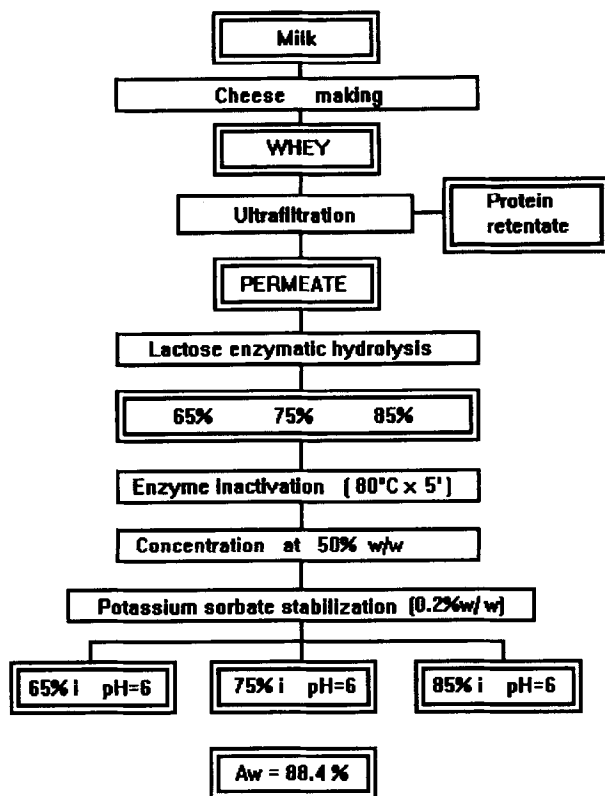 Milk
Cheese making
WHEY
Ultrafiltration
Protein
retentate
PERMEATE
Lactose enzymatic hydrolysis
65% 75% 85%
Enzyme inactivation (80°C x 5')
Concentration at 50% w/w
Potassium sorbate stabilization (0.2%w/w)
65% i pH=6
75% i pH=6
85% i pH=6
Aw = 88.4 %